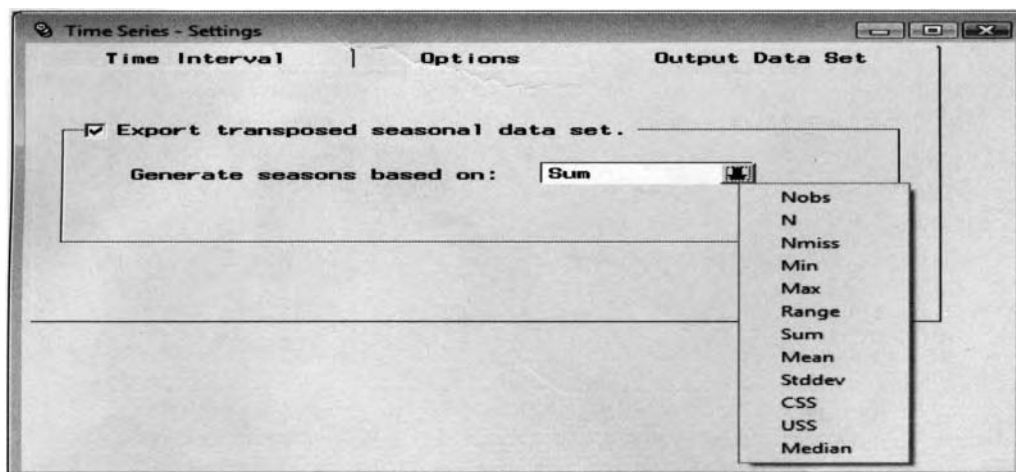 Time Series - Settings
Time Interval Options Output Data Set
Export transposed seasonal data set.
Generate seasons based on: Sum
Nobs
N
Nmiss
Min
Max
Range
Sum
Mean
Stddev
CSS
USS
Median